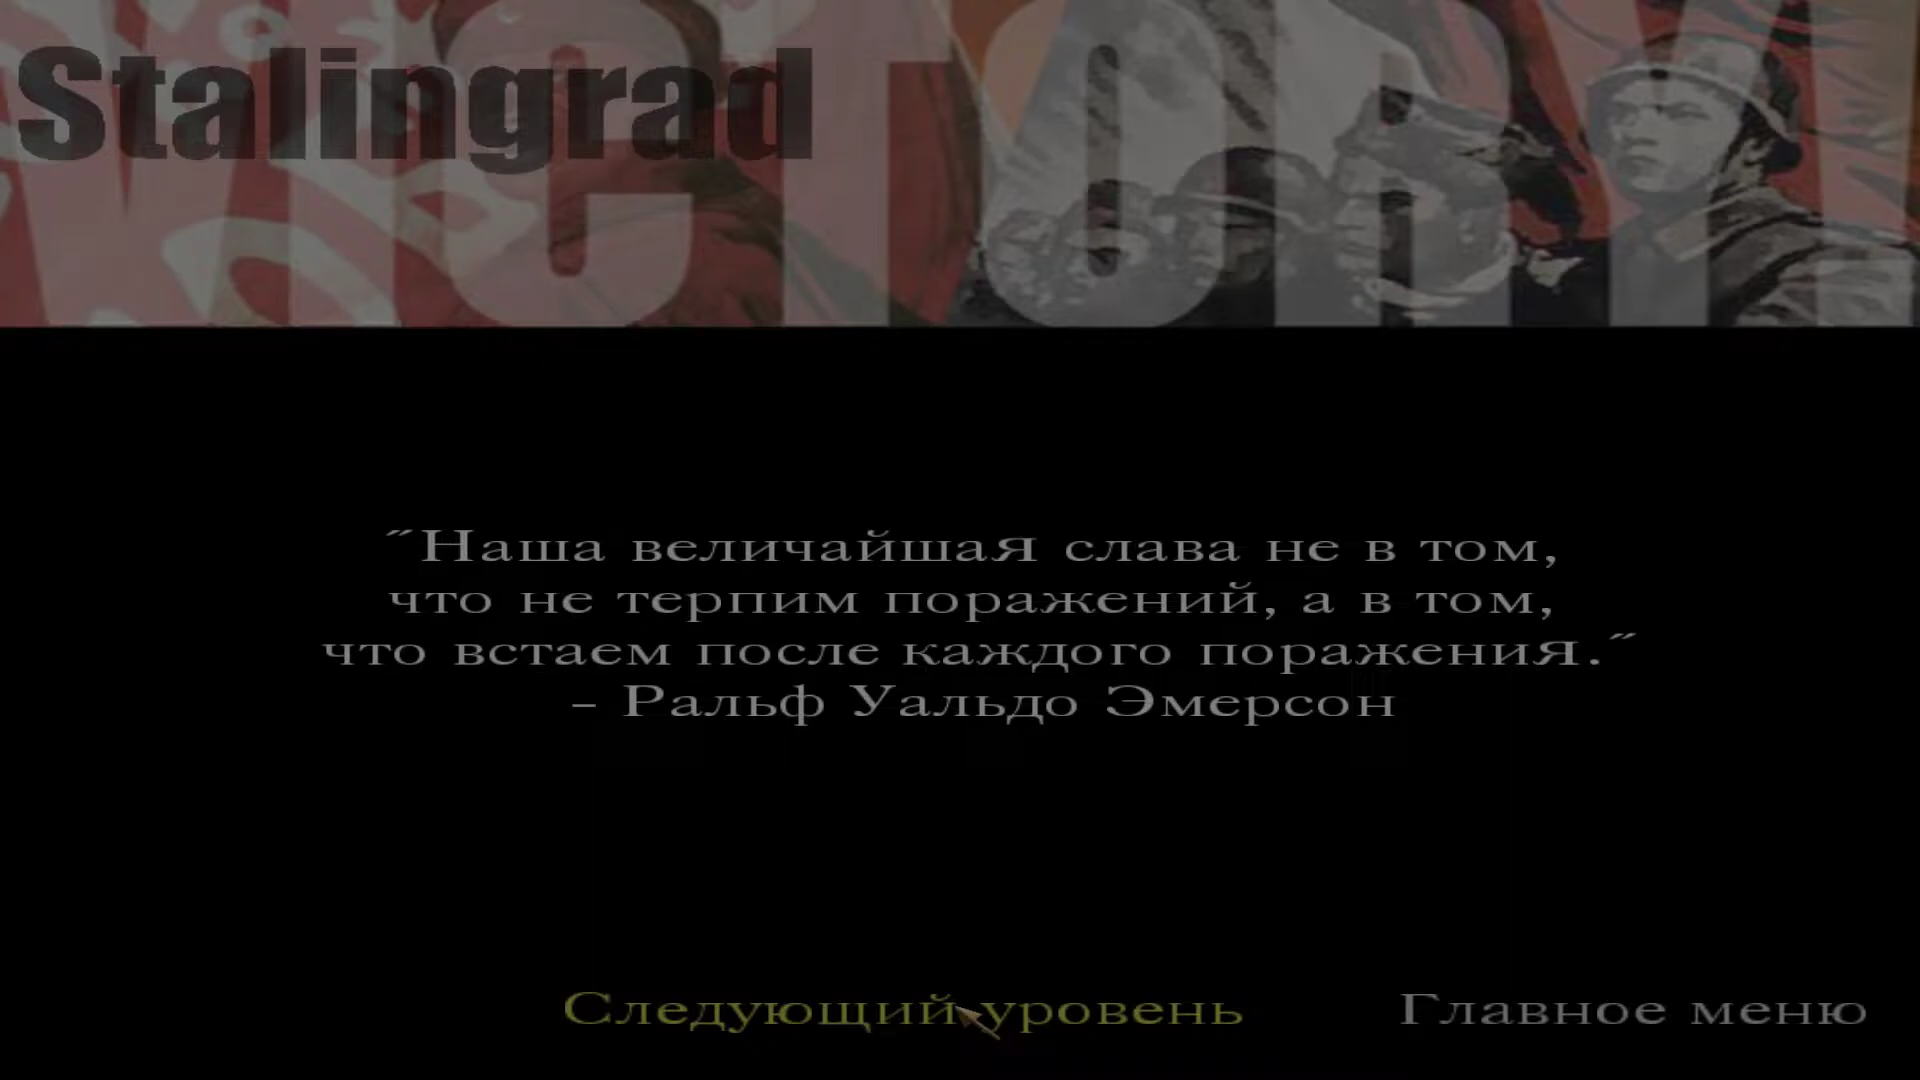 VICTORY
Stalingrad
"Наша величайшая слава не в том,
что не терпим поражений, а в том,
что встаем после каждого поражения."
- Ральф Уальдо Эмерсон
Следующий уровень
Главное меню